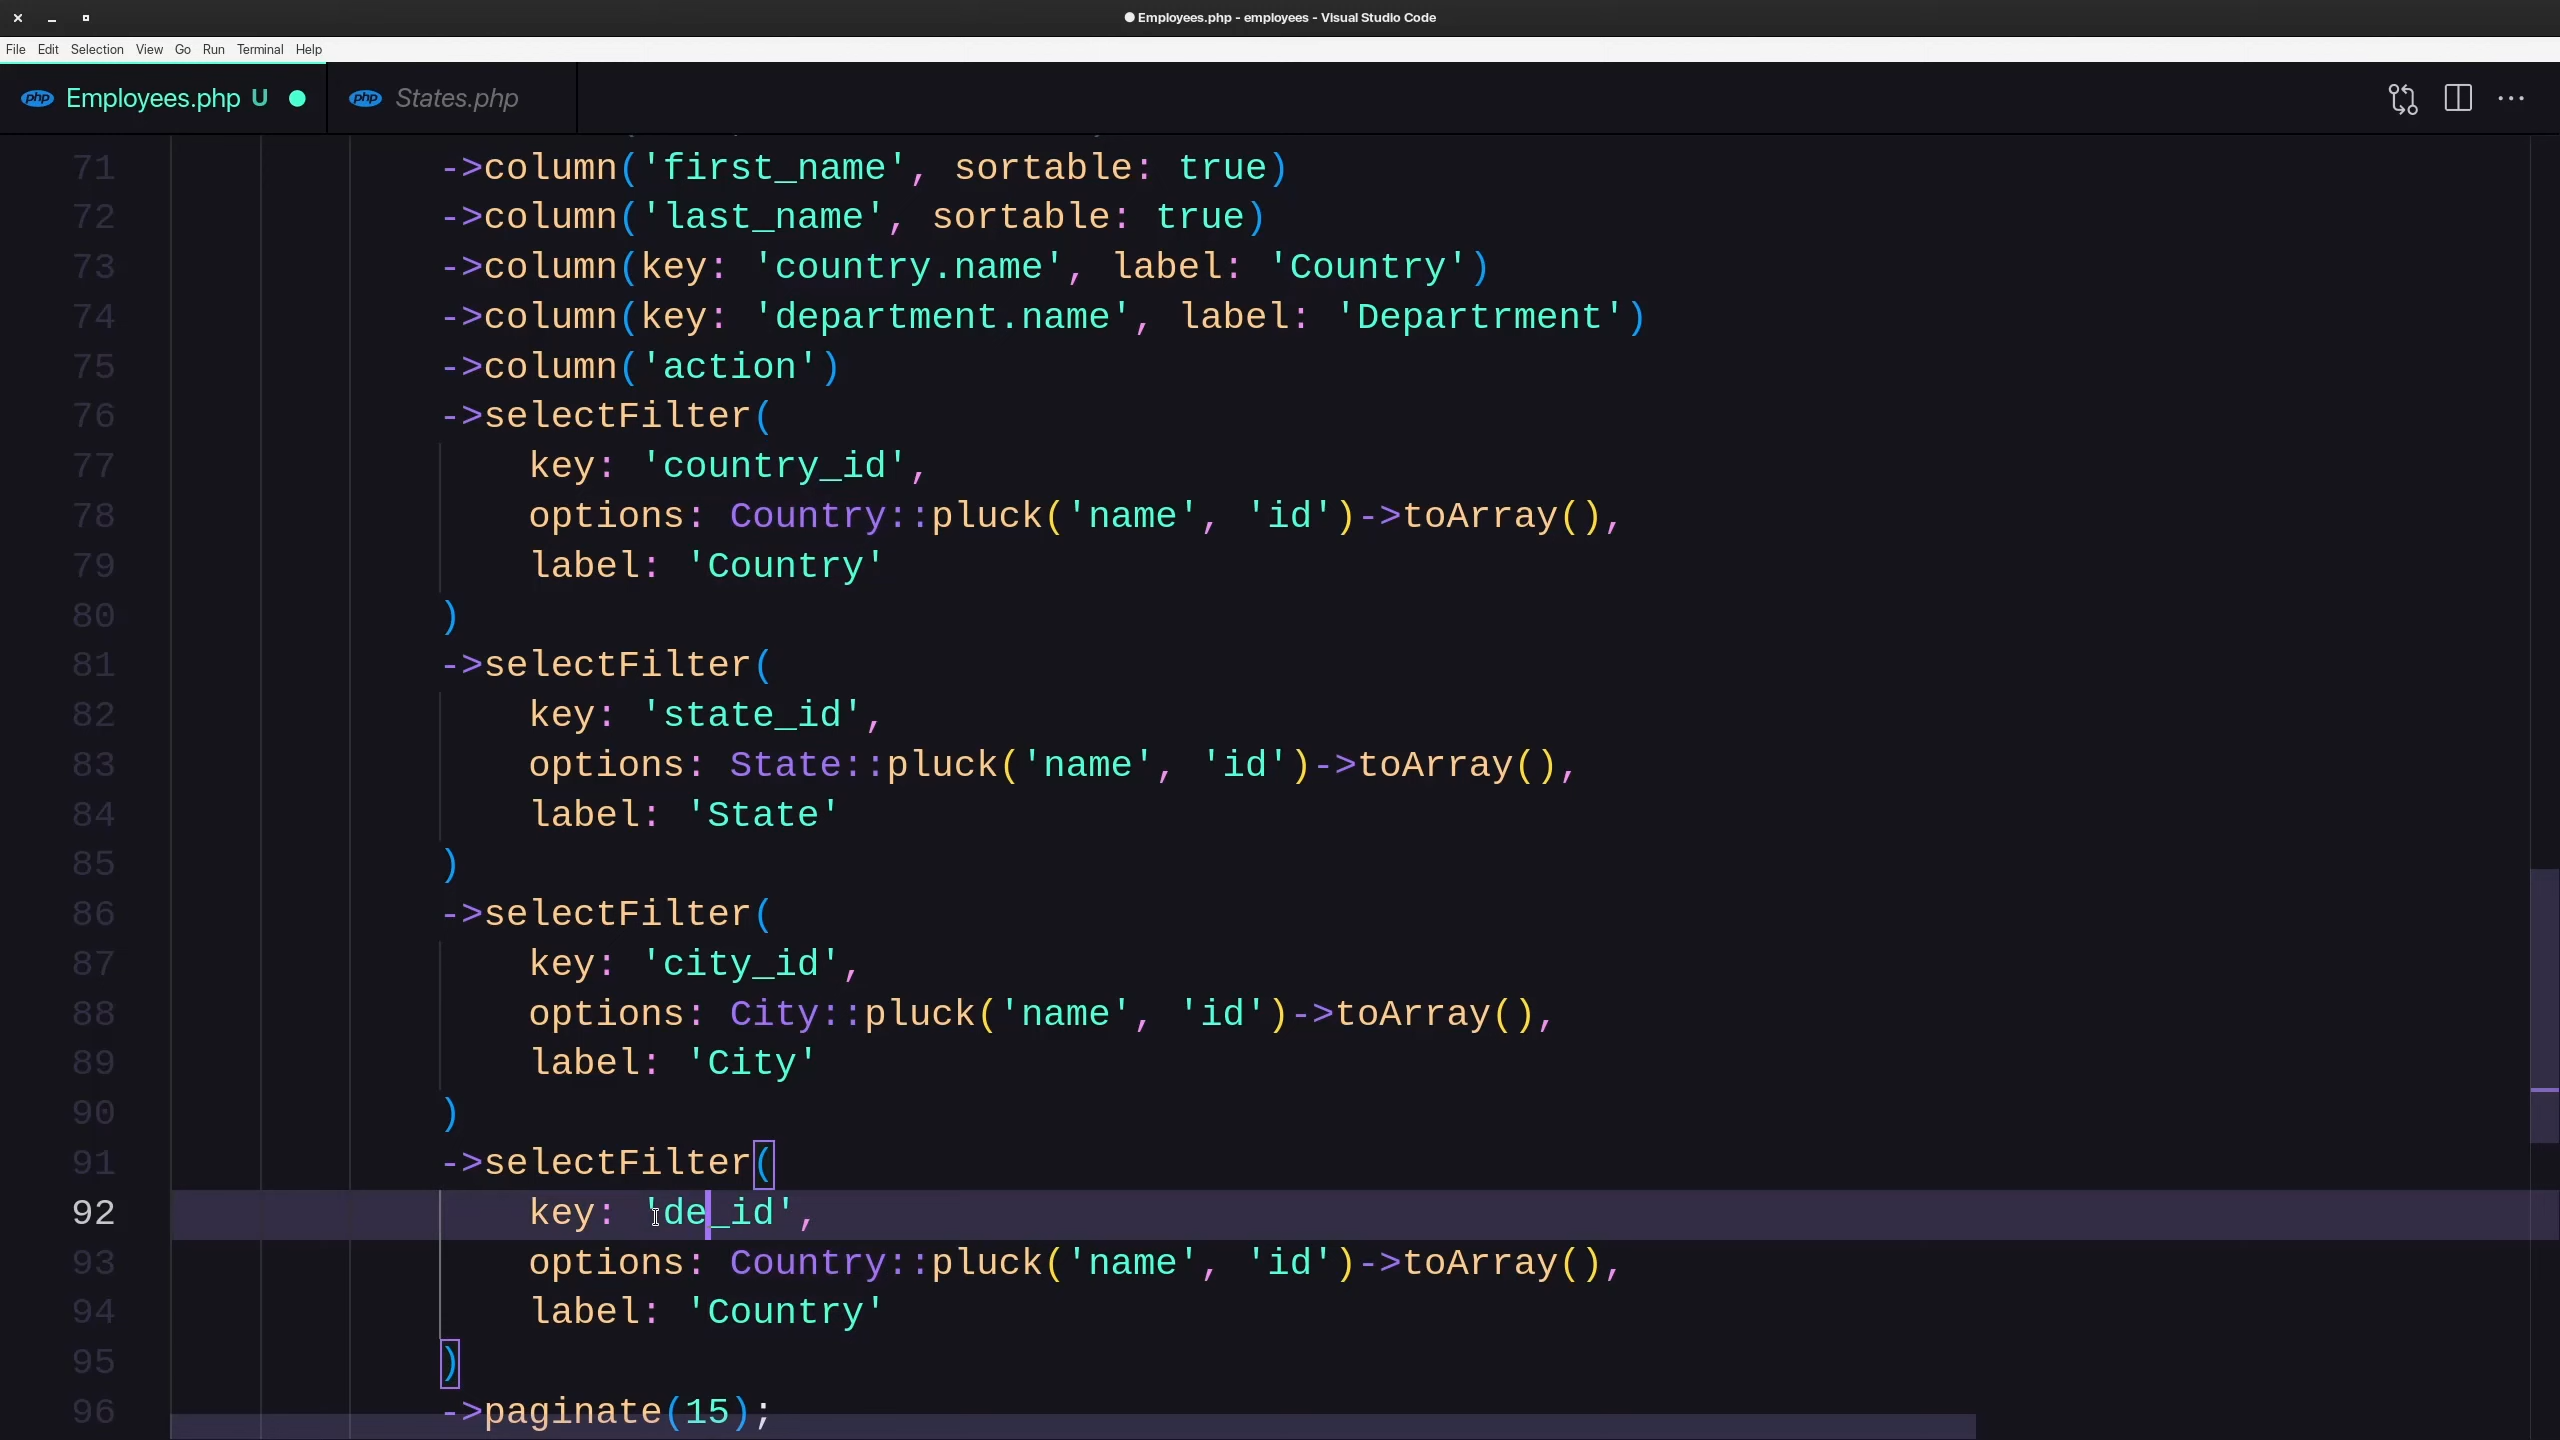 Employees.php - employees - Visual Studio Code
File Edit Selection View Go Run Terminal Help
php Employees.php U
php States.php
71 ->column('first_name', sortable: true)
72 ->column('last_name', sortable: true)
73 ->column(key: 'country.name', label: 'Country')
74 ->column(key: 'department.name', label: 'Departrment')
75 ->column('action')
76 ->selectFilter(
77 key: 'country_id',
78 options: Country::pluck('name', 'id')->toArray(),
79 label: 'Country'
80 )
81 ->selectFilter(
82 key: 'state_id',
83 options: State::pluck('name', 'id')->toArray(),
84 label: 'State'
85 )
86 ->selectFilter(
87 key: 'city_id',
88 options: City::pluck('name', 'id')->toArray(),
89 label: 'City'
90 )
91 ->selectFilter(
92 key: 'de_id',
93 options: Country::pluck('name', 'id')->toArray(),
94 label: 'Country'
95 )
96 ->paginate(15);